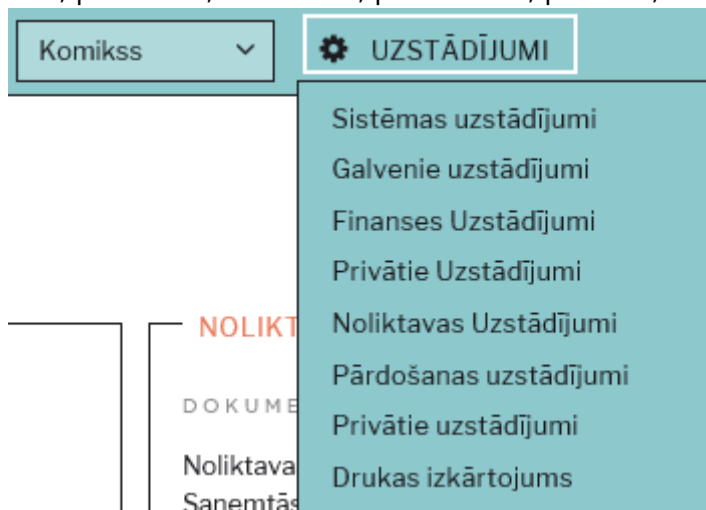 Komikss
UZSTĀDĪJUMI
Sistēmas uzstādījumi
Galvenie uzstādījumi
Finanses Uzstādījumi
Privātie Uzstādījumi
Noliktavas Uzstādījumi
Pārdošanas uzstādījumi
Privātie uzstādījumi
Drukas izkārtojums
NOLIKT
DOKUME
Noliktava
Saņemtās